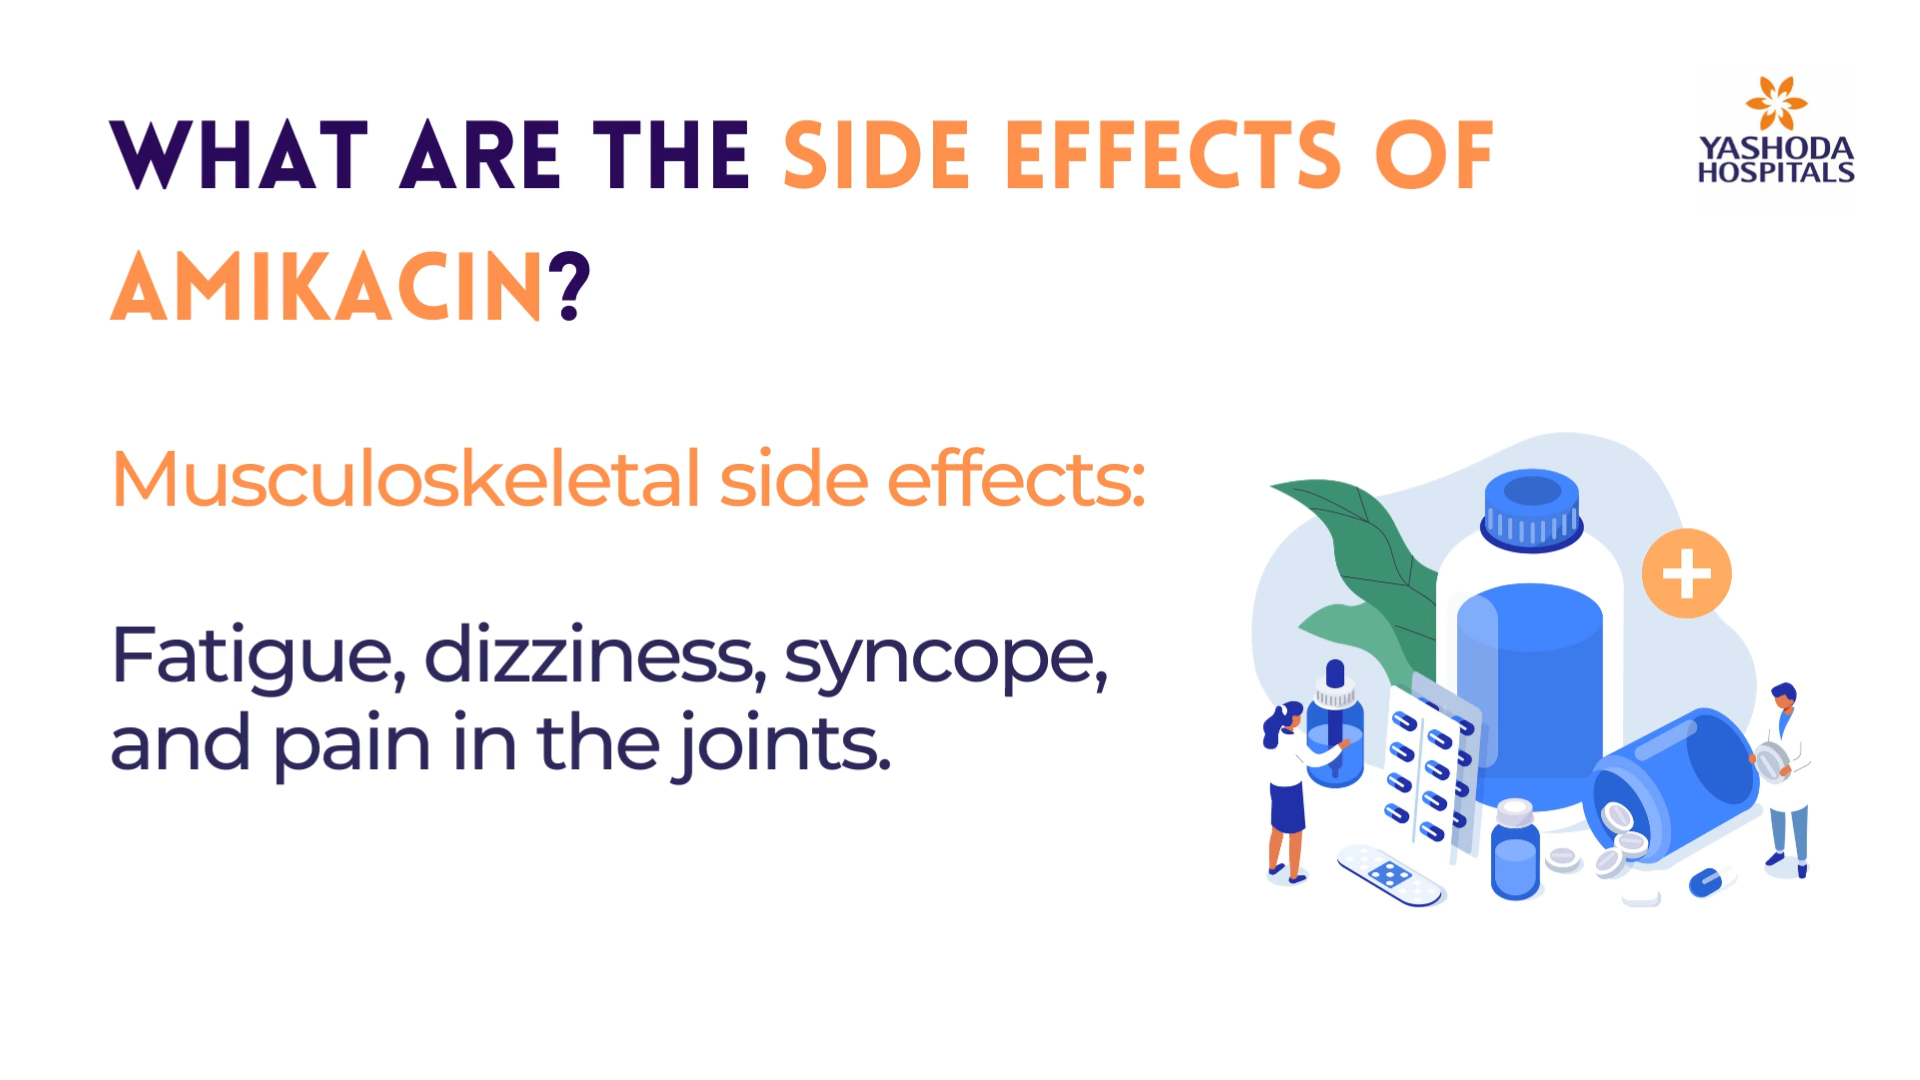 WHAT ARE THE SIDE EFFECTS OF
AMIKACIN?
YASHODA
HOSPITALS
Musculoskeletal side effects:
Fatigue, dizziness, syncope,
and pain in the joints.